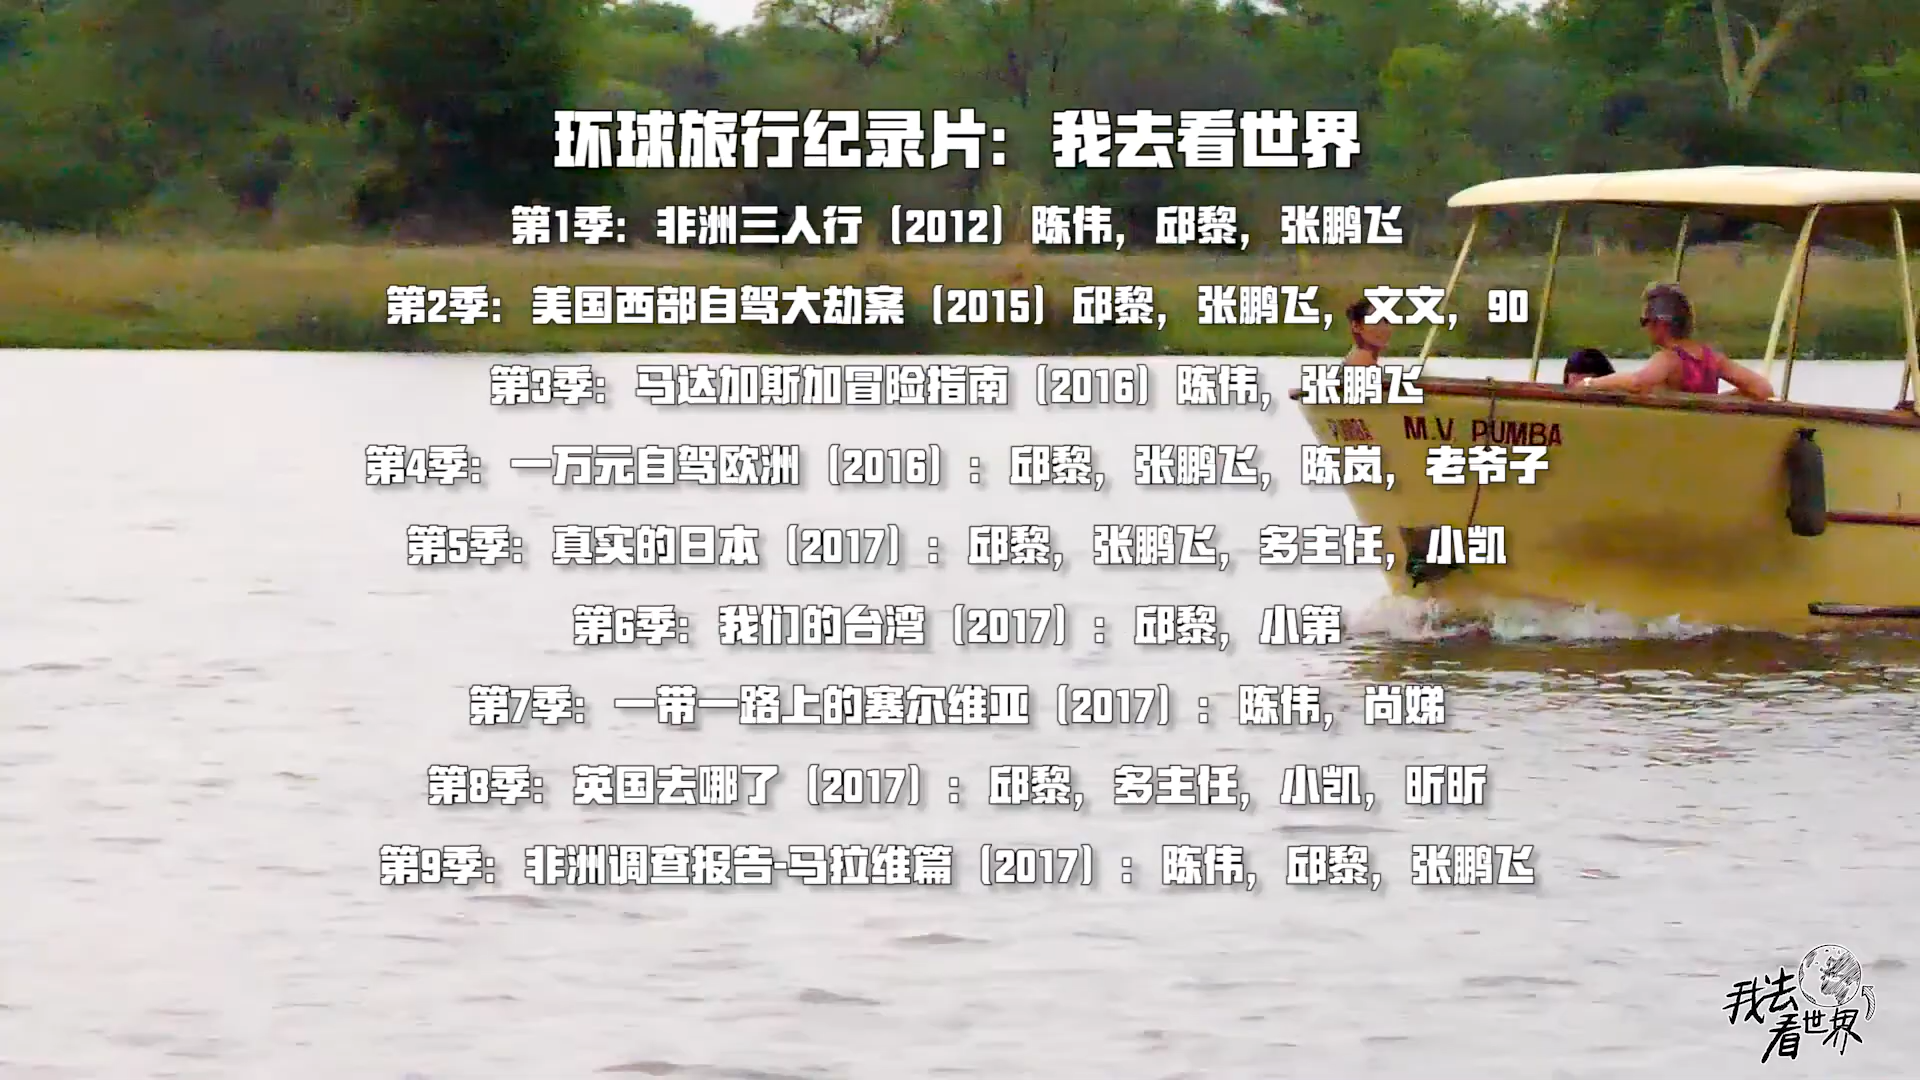 环球旅行纪录片：我去看世界
第1季：非洲三人行（2012）陈伟，邱黎，张鹏飞
第2季：美国西部自驾大劫案（2015）邱黎，张鹏飞，文文，90
第3季：马达加斯加冒险指南（2016）陈伟，张鹏飞
PUMBA M.V. PUMBA
第4季：一万元自驾欧洲（2016）：邱黎，张鹏飞，陈岚，老爷子
第5季：真实的日本（2017）：邱黎，张鹏飞，多主任，小凯
第6季：我们的台湾（2017）：邱黎，小第
第7季：一带一路上的塞尔维亚（2017）：陈伟，尚娣
第8季：英国去哪了（2017）：邱黎，多主任，小凯，昕昕
第9季：非洲调查报告-马拉维篇（2017）：陈伟，邱黎，张鹏飞
我去
看世界